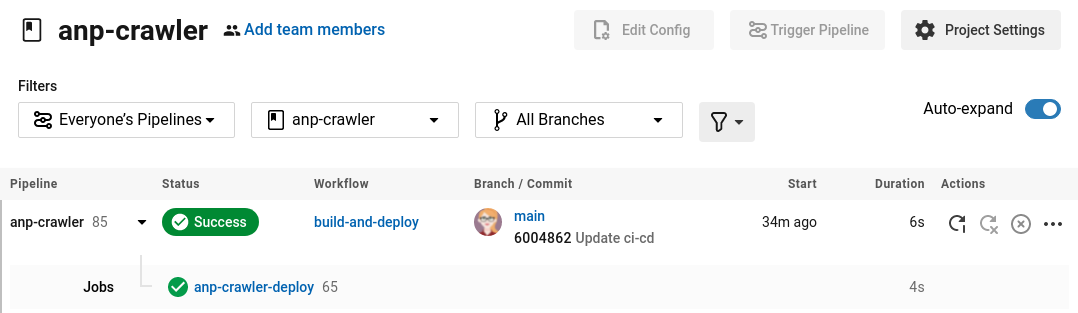 anp-crawler Add team members Edit Config Trigger Pipeline Project Settings
Filters
Everyone's Pipelines anp-crawler All Branches Auto-expand
Pipeline Status Workflow Branch / Commit Start Duration Actions
anp-crawler 85 Success build-and-deploy main 34m ago 6s
6004862 Update ci-cd
Jobs anp-crawler-deploy 65 4s